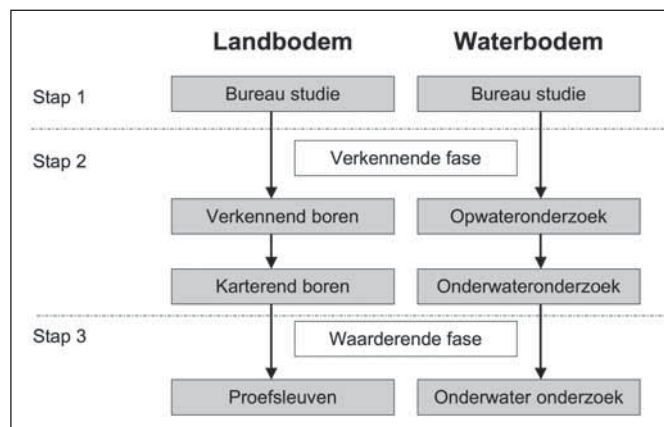 Landbodem Waterbodem
Stap 1 Bureau studie Bureau studie
Stap 2 Verkennende fase
Verkennend boren Opwateronderzoek
Karterend boren Onderwateronderzoek
Stap 3 Waarderende fase
Proefsleuven Onderwater onderzoek